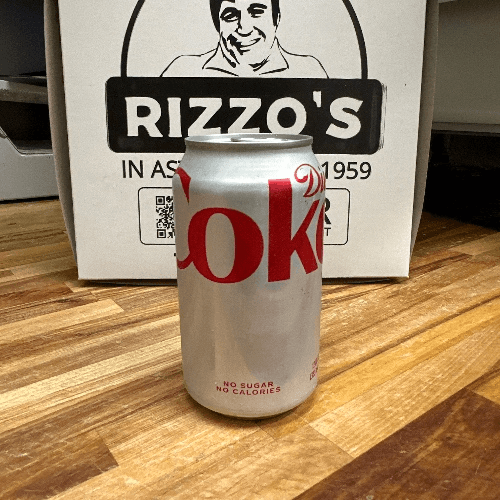 RIZZO'S
IN AS 1959
Coke
NO SUGAR
NO CALORIES